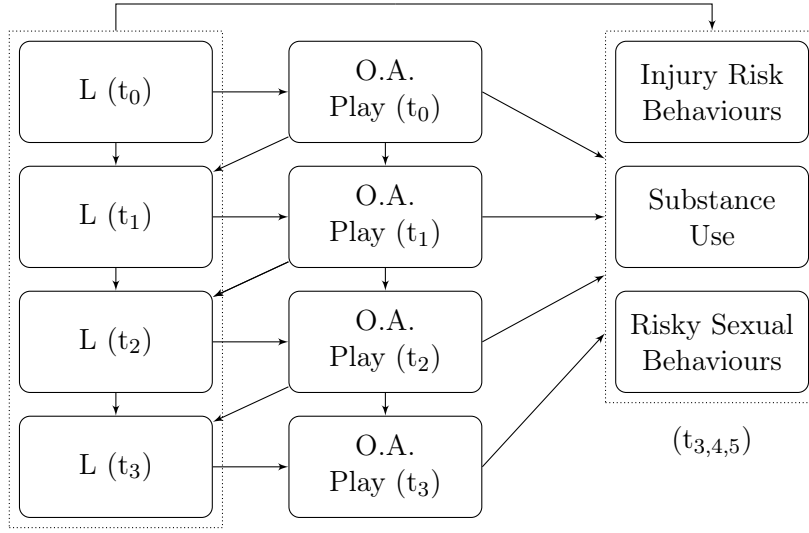 L (t₀)
O.A.
Play (t₀)
Injury Risk
Behaviours
L (t₁)
O.A.
Play (t₁)
Substance
Use
L (t₂)
O.A.
Play (t₂)
Risky Sexual
Behaviours
L (t₃)
O.A.
Play (t₃)
(t₃,₄,₅)